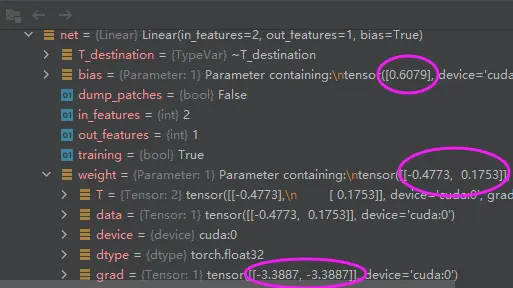 net = {Linear} Linear(in_features=2, out_features=1, bias=True)
T_destination = {TypeVar} ~T_destination
bias = {Parameter: 1} Parameter containing:\ntensor([0.6079], device='cuda
dump_patches = {bool} False
in_features = {int} 2
out_features = {int} 1
training = {bool} True
weight = {Parameter: 1} Parameter containing:\ntensor([[-0.4773, 0.1753]],
T = {Tensor: 2} tensor([[-0.4773],\n [ 0.1753]], device='cuda:0', grad
data = {Tensor: 1} tensor([[-0.4773, 0.1753]], device='cuda:0')
device = {device} cuda:0
dtype = {dtype} torch.float32
grad = {Tensor: 1} tensor([[-3.3887, -3.3887]], device='cuda:0')